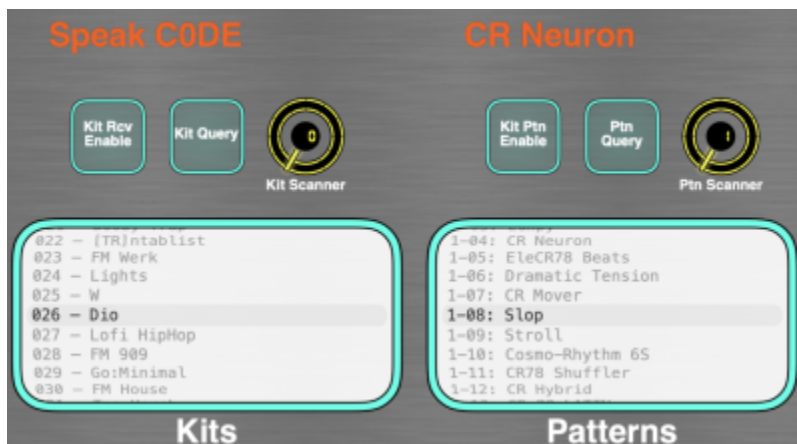 Speak C0DE
CR Neuron
Kit Rcv
Enable
Kit Query
0
Kit Scanner
Kit Ptn
Enable
Ptn
Query
1
Ptn Scanner
022 – [TR]ntablist
023 – FM Werk
024 – Lights
025 – W
026 – Dio
027 – Lofi HipHop
028 – FM 909
029 – Go:Minimal
030 – FM House
Kits
1–04: CR Neuron
1–05: EleCR78 Beats
1–06: Dramatic Tension
1–07: CR Mover
1–08: Slop
1–09: Stroll
1–10: Cosmo-Rhythm 6S
1–11: CR78 Shuffler
1–12: CR Hybrid
Patterns